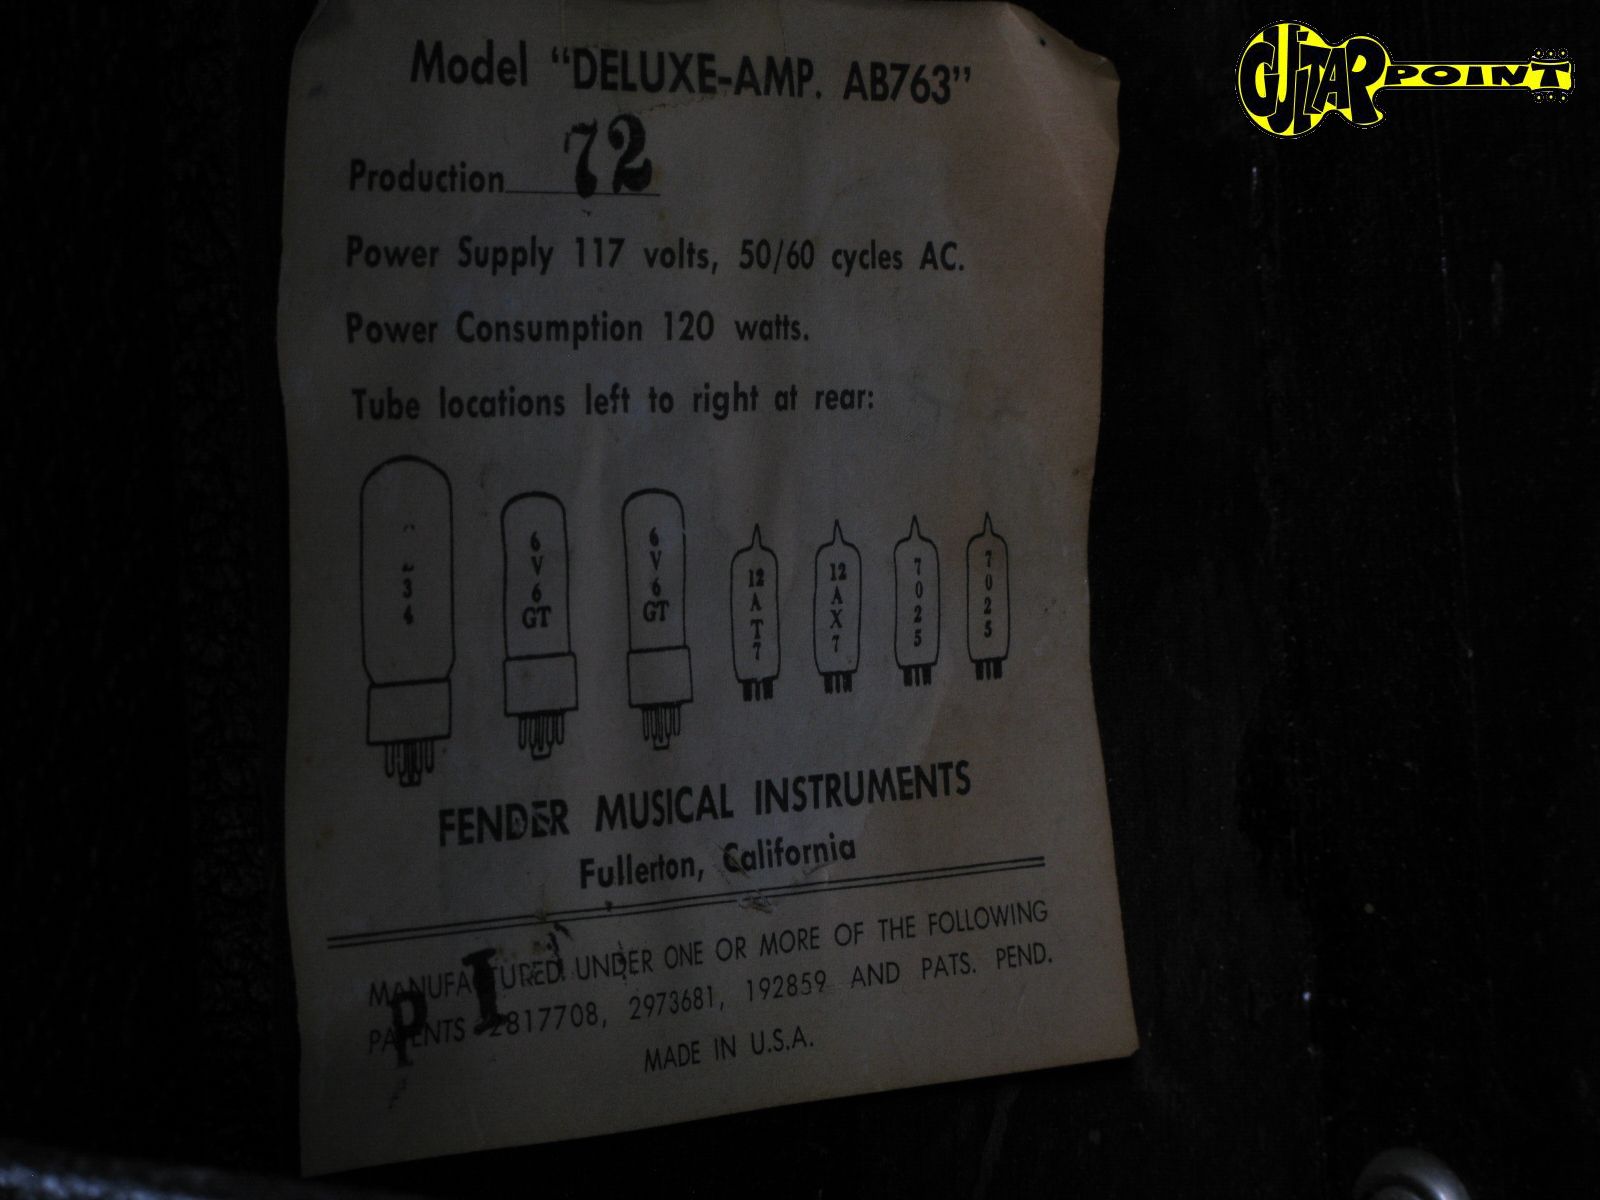 GUITAR POINT
Model "DELUXE-AMP. AB763"
Production 72
Power Supply 117 volts, 50/60 cycles AC.
Power Consumption 120 watts.
Tube locations left to right at rear:
34
6V6GT
6V6GT
12AT7
12AX7
7025
7025
FENDER MUSICAL INSTRUMENTS
Fullerton, California
MANUFACTURED UNDER ONE OR MORE OF THE FOLLOWING
PATENTS 2817708, 2973681, 192859 AND PATS. PEND.
P I
MADE IN U.S.A.